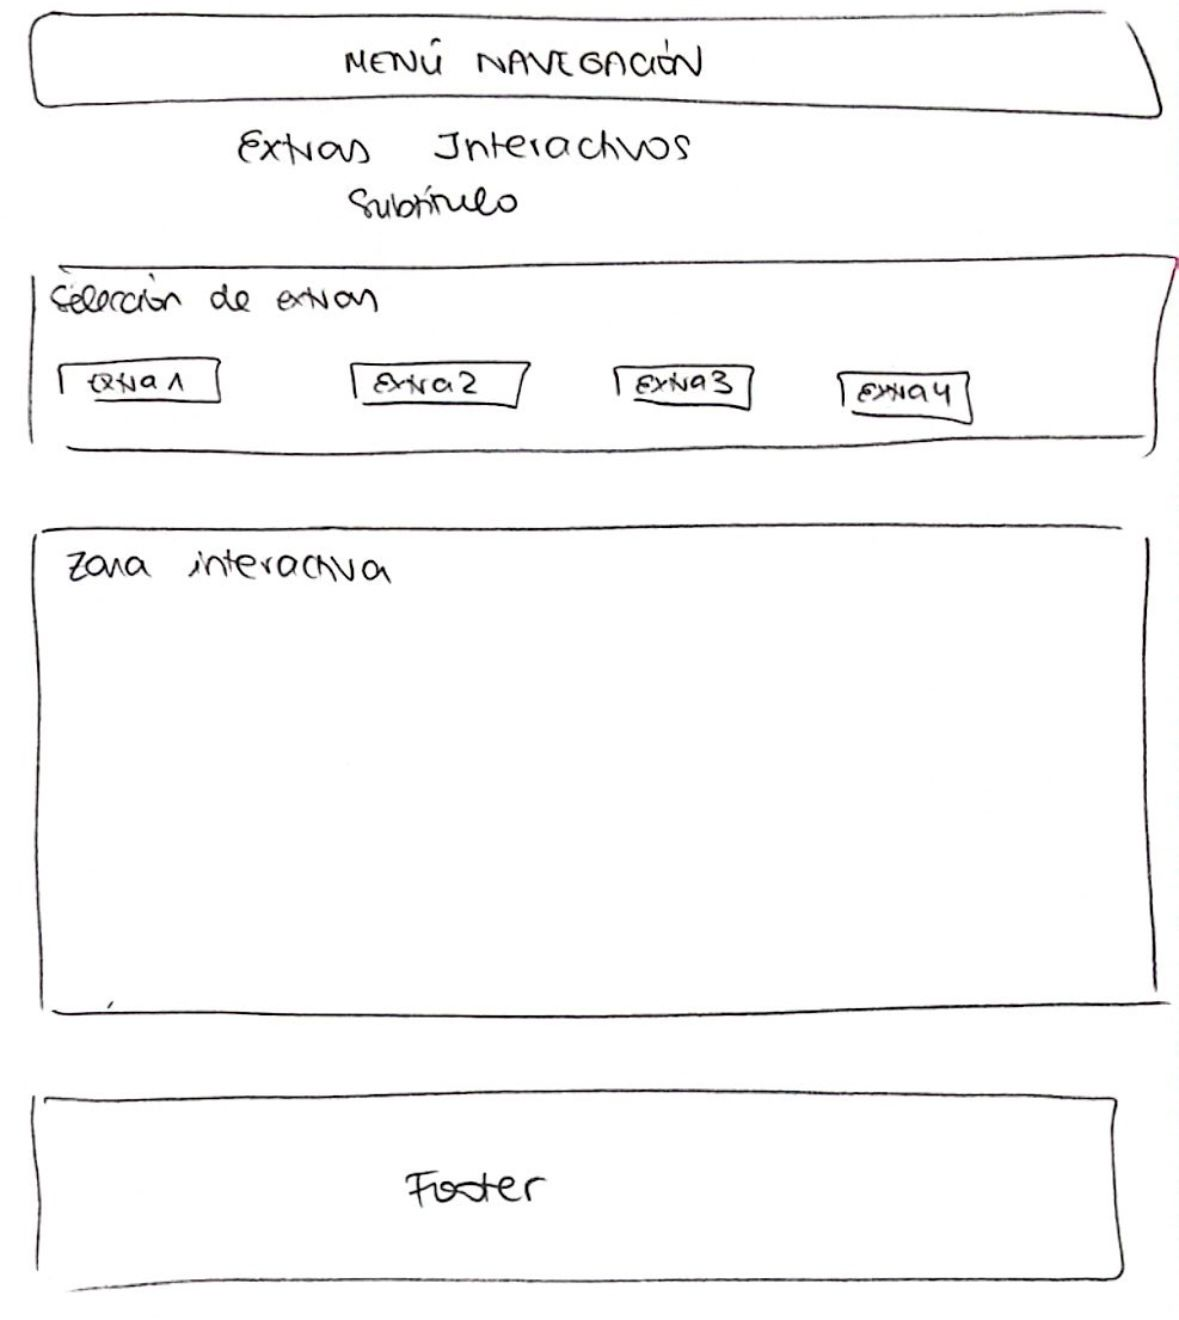 MENÚ NAVEGACIÓN
Extras Interactivos
Subtítulo
Selección de extras
extra 1 Extra 2 Extra 3 Extra 4
Zona interactiva
Footer